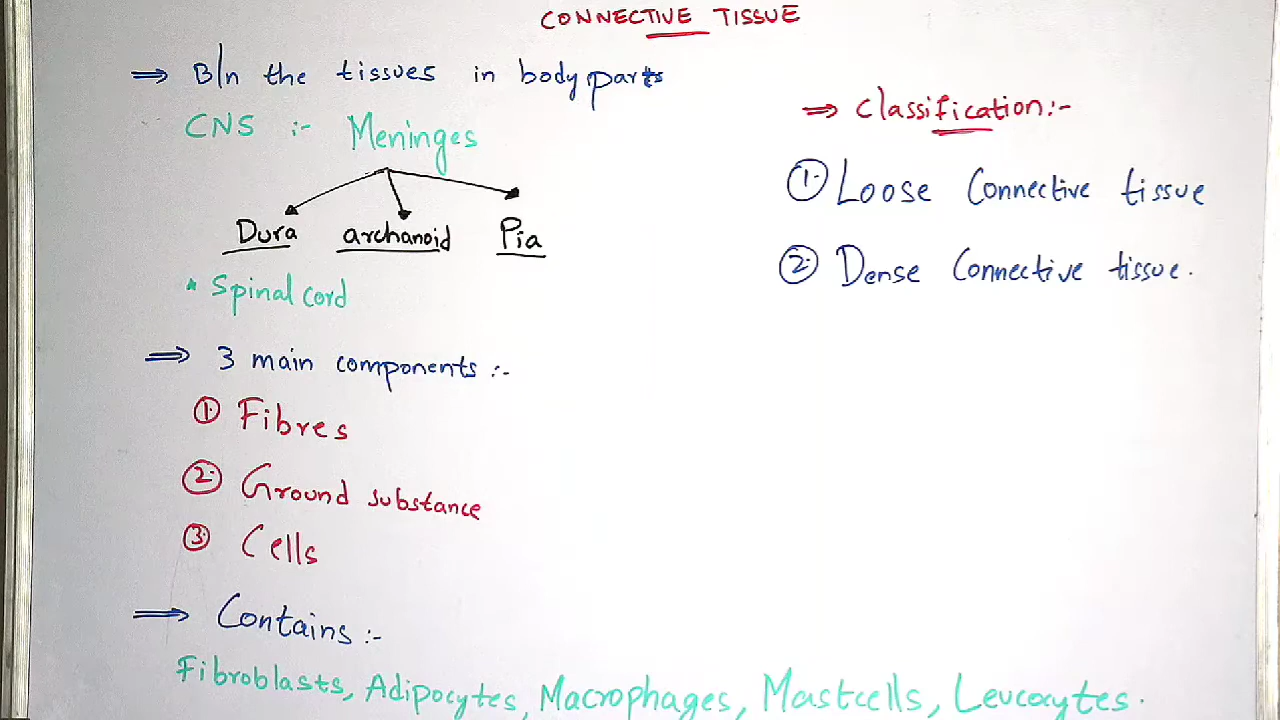 CONNECTIVE TISSUE
⇒ B/n the tissues in body parts
CNS :- Meninges
Dura archanoid Pia
* Spinal cord
⇒ 3 main components :-
① Fibres
② Ground substance
③ Cells
⇒ Contains :-
Fibroblasts, Adipocytes, Macrophages, Mastcells, Leucocytes.
⇒ Classification :-
① Loose Connective tissue
② Dense Connective tissue.